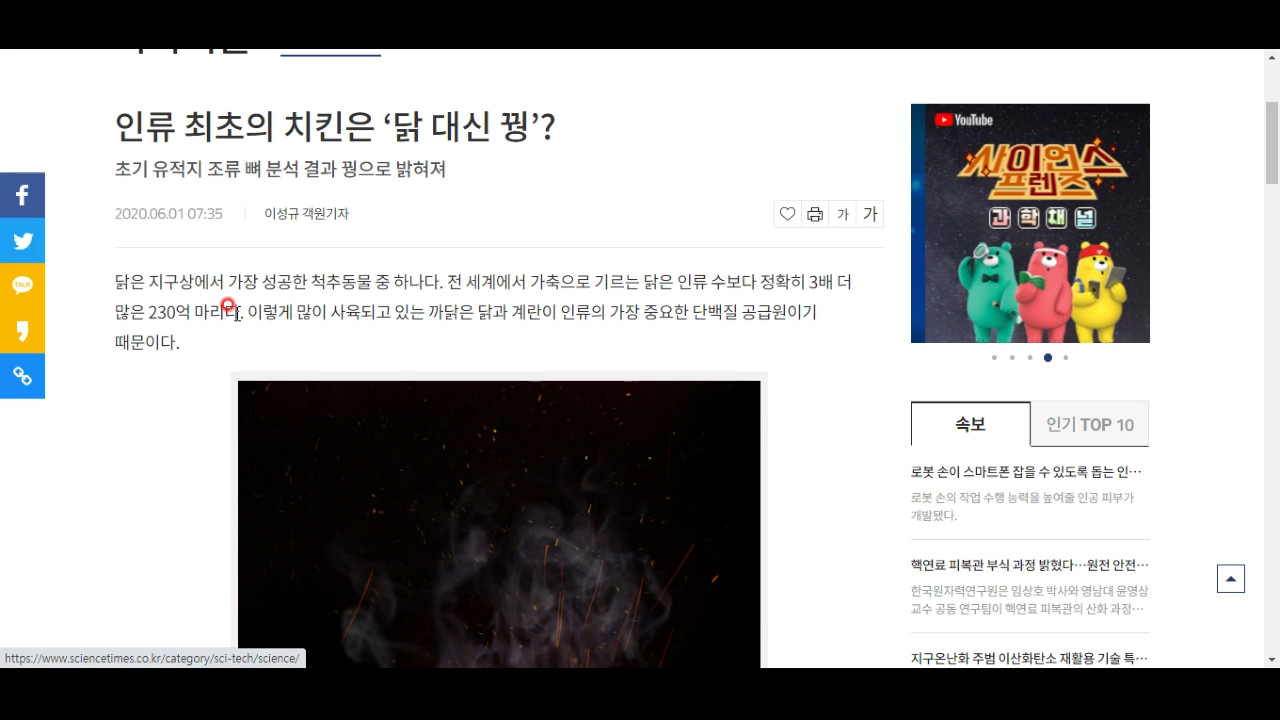 인류 최초의 치킨은 ‘닭 대신 꿩’?
초기 유적지 조류 뼈 분석 결과 꿩으로 밝혀져
2020.06.01 07:35
이성규 객원기자
가
가
닭은 지구상에서 가장 성공한 척추동물 중 하나다. 전 세계에서 가축으로 기르는 닭은 인류 수보다 정확히 3배 더
많은 230억 마리다. 이렇게 많이 사육되고 있는 까닭은 닭과 계란이 인류의 가장 중요한 단백질 공급원이기
때문이다.
TALK
YouTube
사이언스
프렌즈
과학채널
속보
인기 TOP 10
로봇 손이 스마트폰 잡을 수 있도록 돕는 인…
로봇 손의 작업 수행 능력을 높여줄 인공 피부가
개발됐다.
핵연료 피복관 부식 과정 밝혔다…원전 안전…
한국원자력연구원은 임상호 박사와 영남대 윤영상
교수 공동 연구팀이 핵연료 피복관의 산화 과정…
지구온난화 주범 이산화탄소 재활용 기술 특…
https://www.sciencetimes.co.kr/category/sci-tech/science/